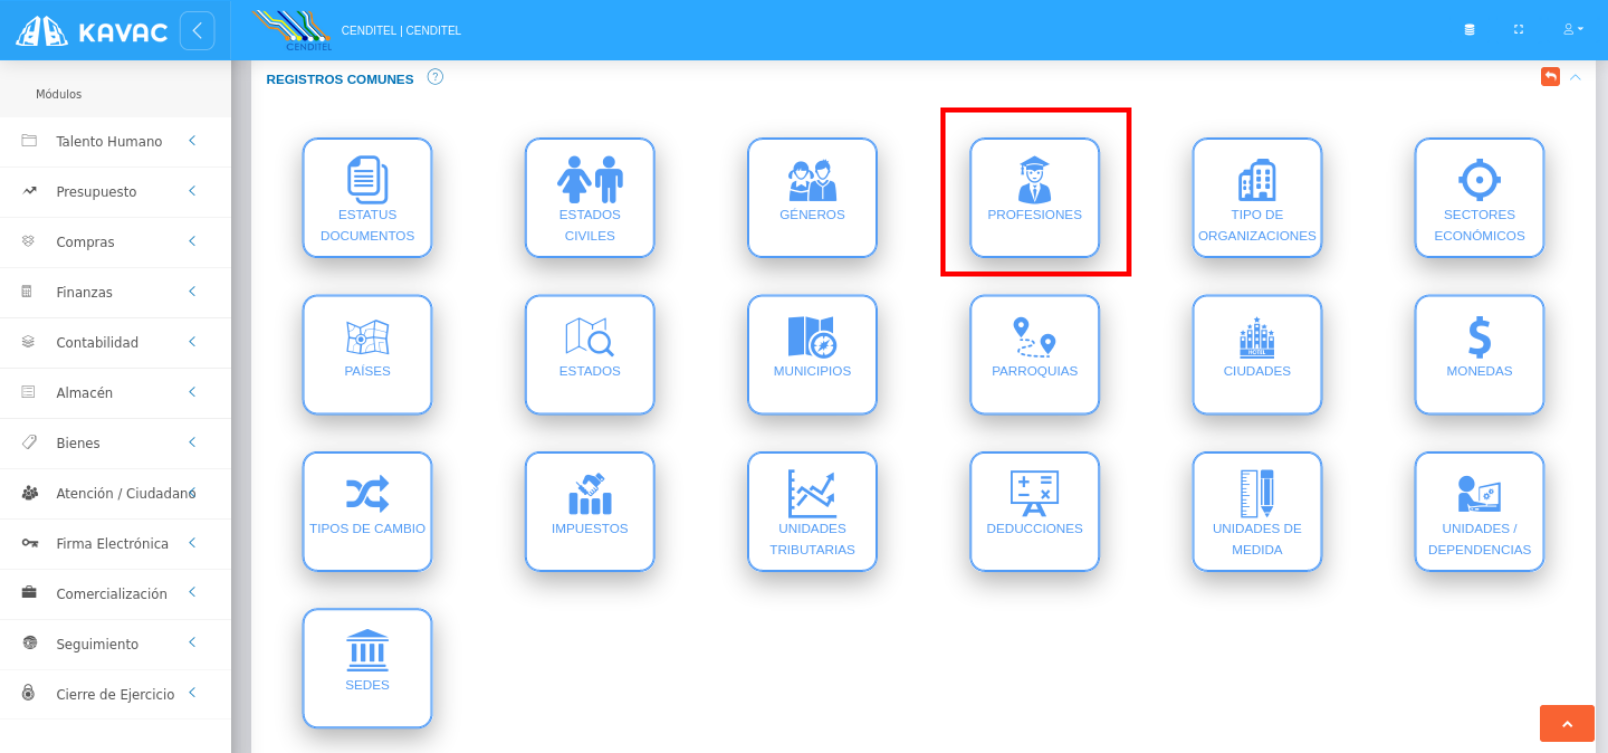 KAVAC
CENDITEL
CENDITEL | CENDITEL
Módulos
Talento Humano
Presupuesto
Compras
Finanzas
Contabilidad
Almacén
Bienes
Atención / Ciudadano
Firma Electrónica
Comercialización
Seguimiento
Cierre de Ejercicio
REGISTROS COMUNES ?
ESTATUS
DOCUMENTOS
ESTADOS
CIVILES
GÉNEROS
PROFESIONES
TIPO DE
ORGANIZACIONES
SECTORES
ECONÓMICOS
PAÍSES
ESTADOS
MUNICIPIOS
PARROQUIAS
HOTEL
CIUDADES
$
MONEDAS
TIPOS DE CAMBIO
IMPUESTOS
UNIDADES
TRIBUTARIAS
DEDUCCIONES
UNIDADES DE
MEDIDA
UNIDADES /
DEPENDENCIAS
SEDES